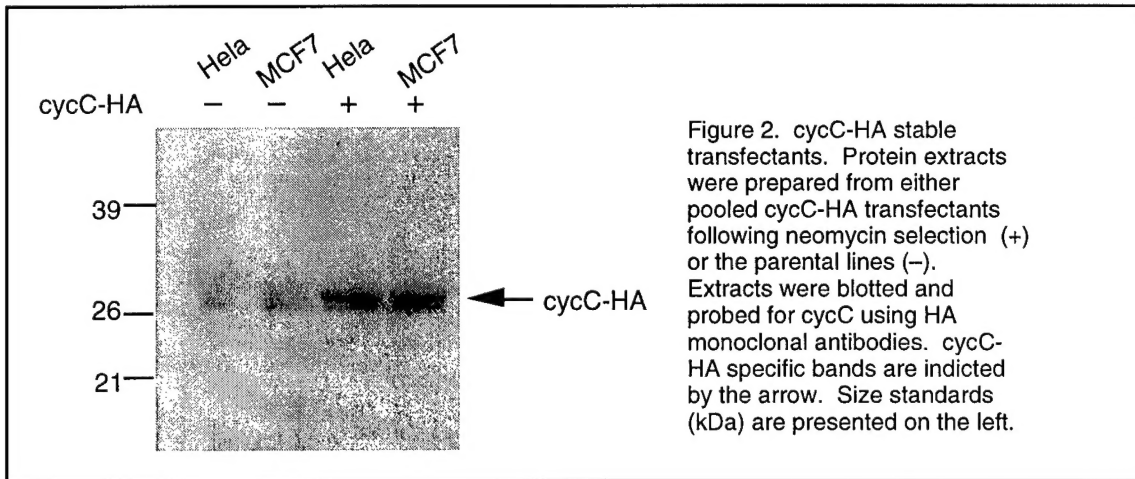 Hela MCF7 Hela MCF7
cycC-HA – – + +
39
26
21
cycC-HA
Figure 2. cycC-HA stable
transfectants. Protein extracts
were prepared from either
pooled cycC-HA transfectants
following neomycin selection (+)
or the parental lines (–).
Extracts were blotted and
probed for cycC using HA
monoclonal antibodies. cycC-
HA specific bands are indicted
by the arrow. Size standards
(kDa) are presented on the left.